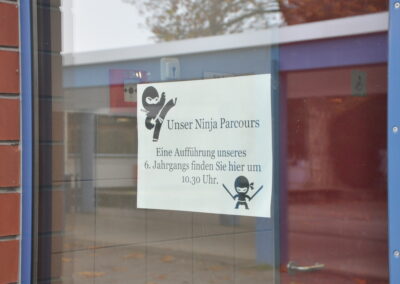 Unser Ninja Parcours
Eine Aufführung unseres
6. Jahrgangs finden Sie hier um
10.30 Uhr.